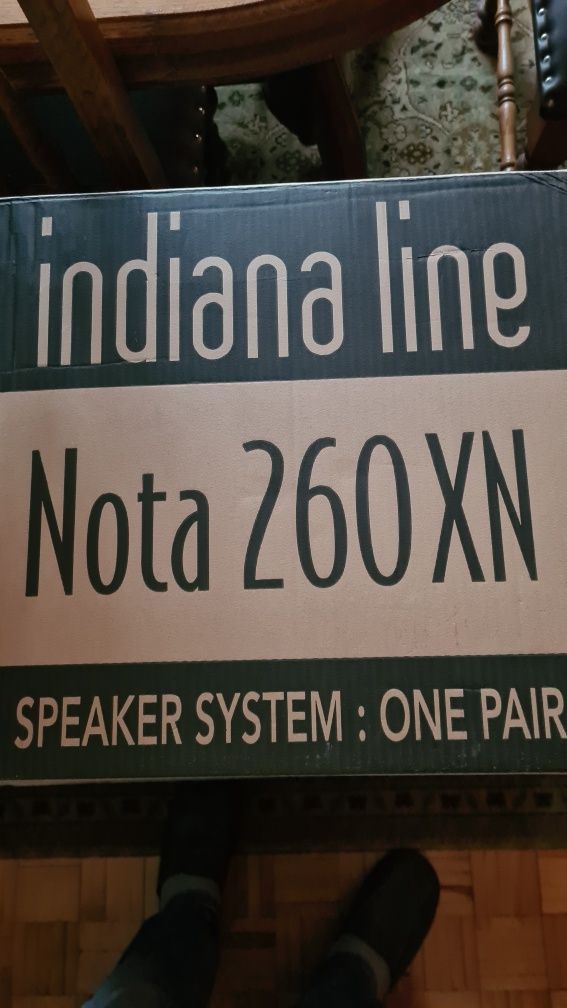 indiana line
Nota 260 XN
SPEAKER SYSTEM : ONE PAIR